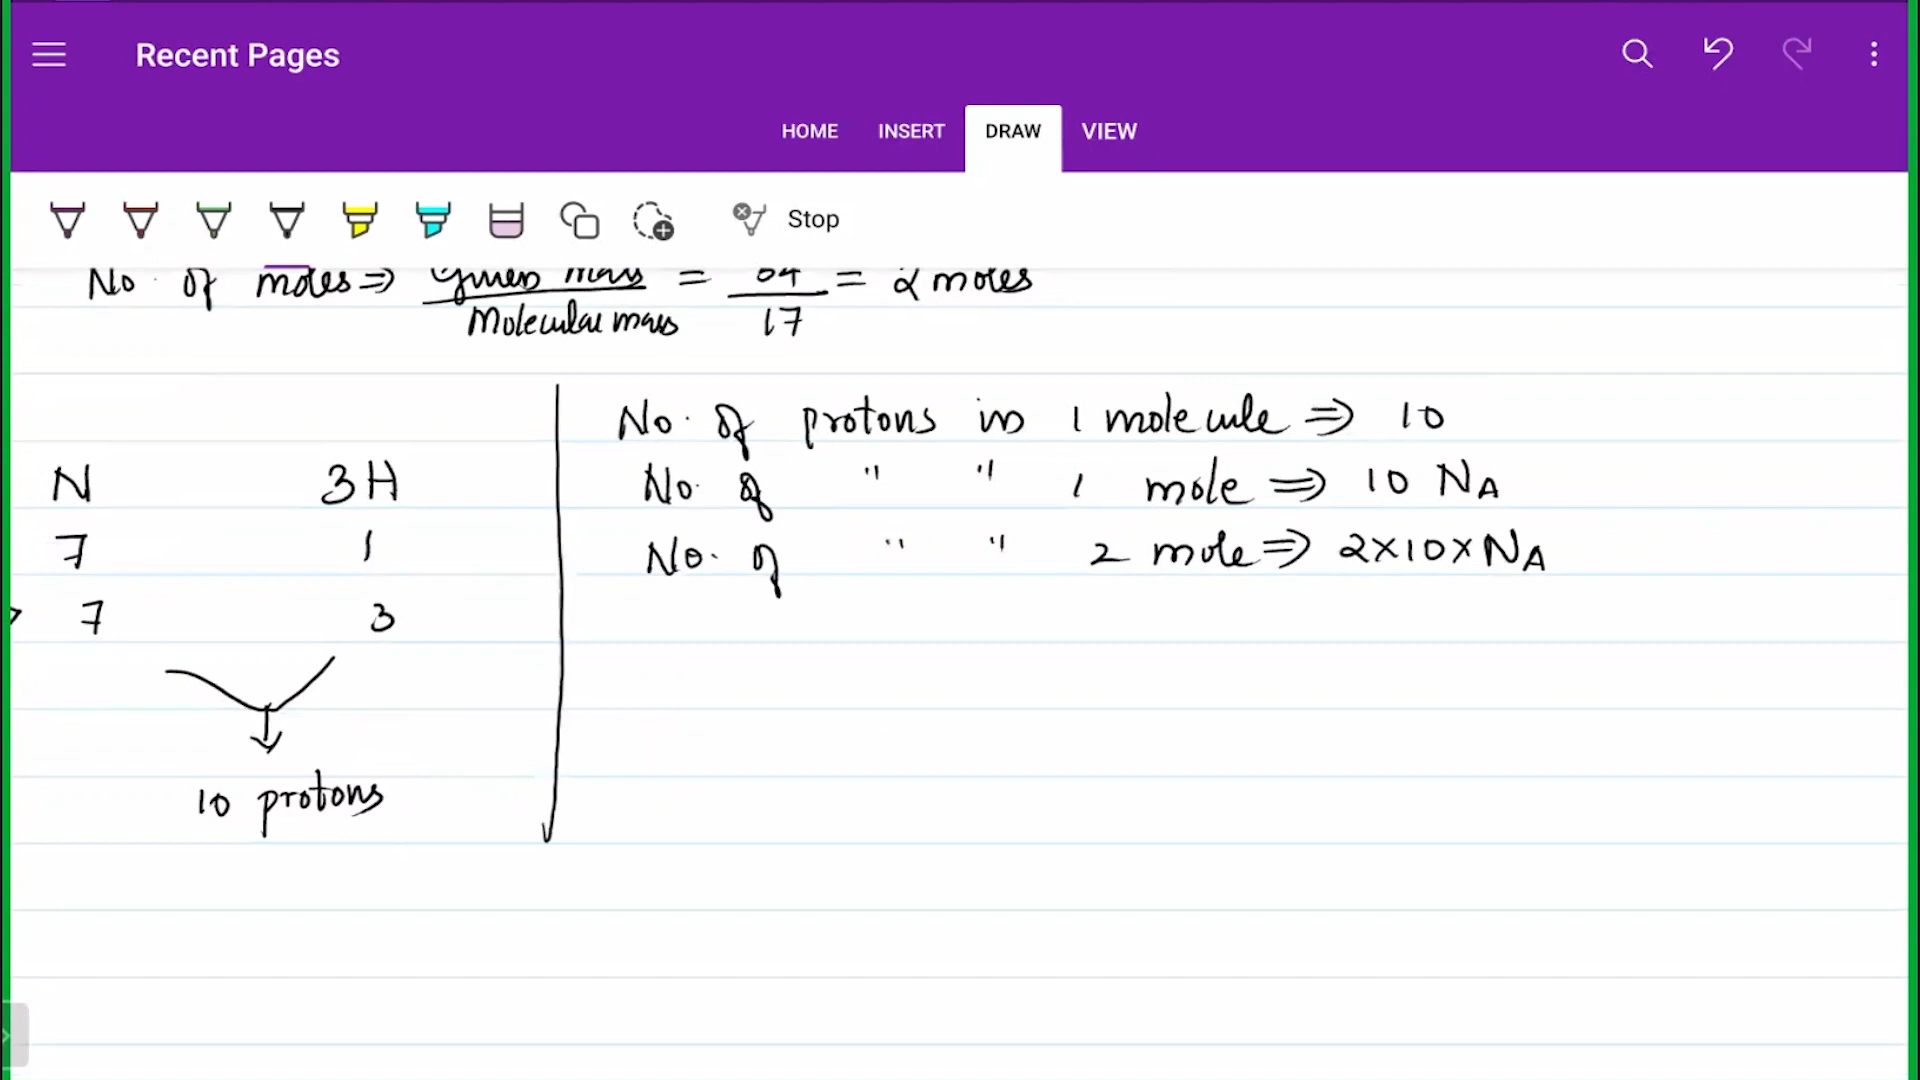 Recent Pages
HOME INSERT DRAW VIEW
Stop
No. of moles ⇒ Given mass / Molecular mass = 34 / 17 = 2 moles
N 3H
7 1
7 3
10 protons
No. of protons in 1 molecule ⇒ 10
No. of " " 1 mole ⇒ 10 NA
No. of " " 2 mole ⇒ 2×10×NA